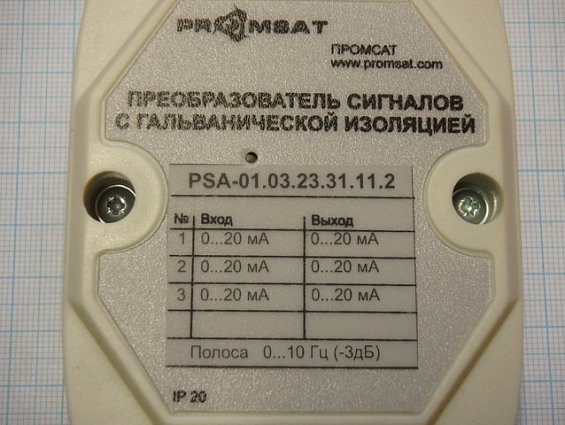 PROMSAT
ПРОМСАТ
www.promsat.com
ПРЕОБРАЗОВАТЕЛЬ СИГНАЛОВ
С ГАЛЬВАНИЧЕСКОЙ ИЗОЛЯЦИЕЙ
PSA-01.03.23.31.11.2
№ Вход Выход
1 0...20 мА 0...20 мА
2 0...20 мА 0...20 мА
3 0...20 мА 0...20 мА
Полоса 0...10 Гц (-3дБ)
IP 20